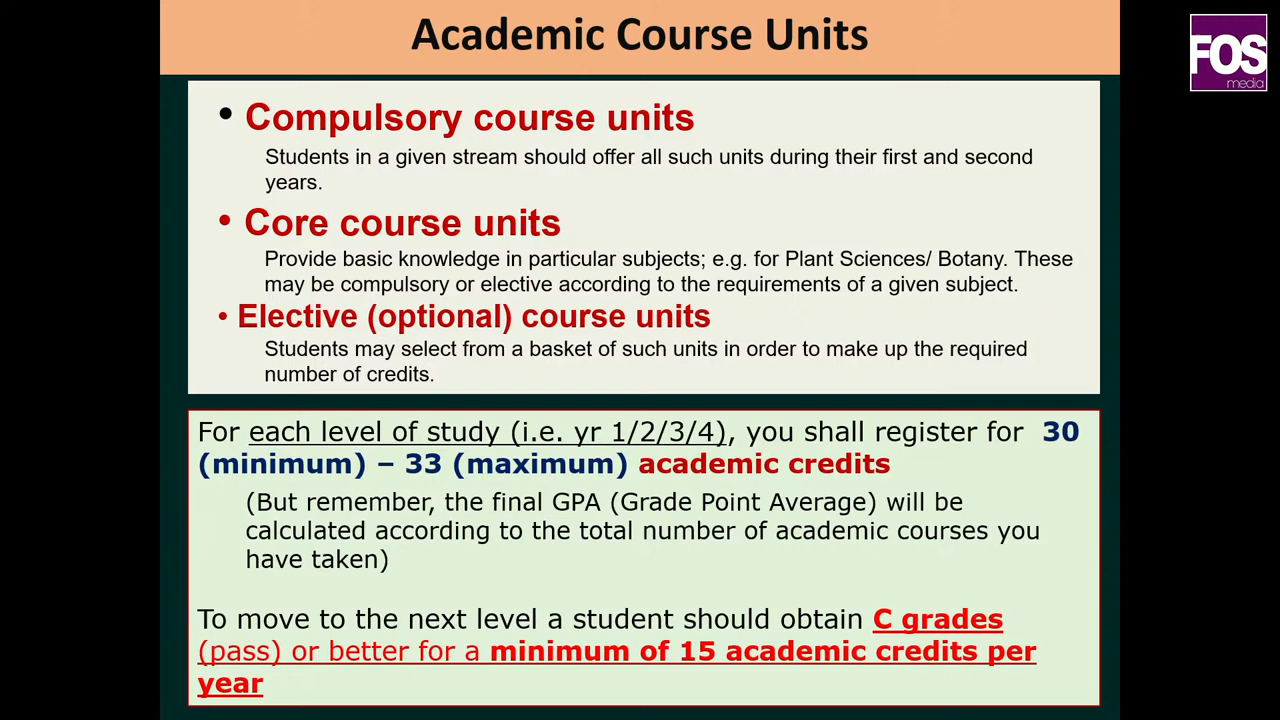 Academic Course Units
FOS
media
• Compulsory course units
Students in a given stream should offer all such units during their first and second
years.
• Core course units
Provide basic knowledge in particular subjects; e.g. for Plant Sciences/ Botany. These
may be compulsory or elective according to the requirements of a given subject.
• Elective (optional) course units
Students may select from a basket of such units in order to make up the required
number of credits.
For each level of study (i.e. yr 1/2/3/4), you shall register for 30
(minimum) – 33 (maximum) academic credits
(But remember, the final GPA (Grade Point Average) will be
calculated according to the total number of academic courses you
have taken)
To move to the next level a student should obtain C grades
(pass) or better for a minimum of 15 academic credits per
year